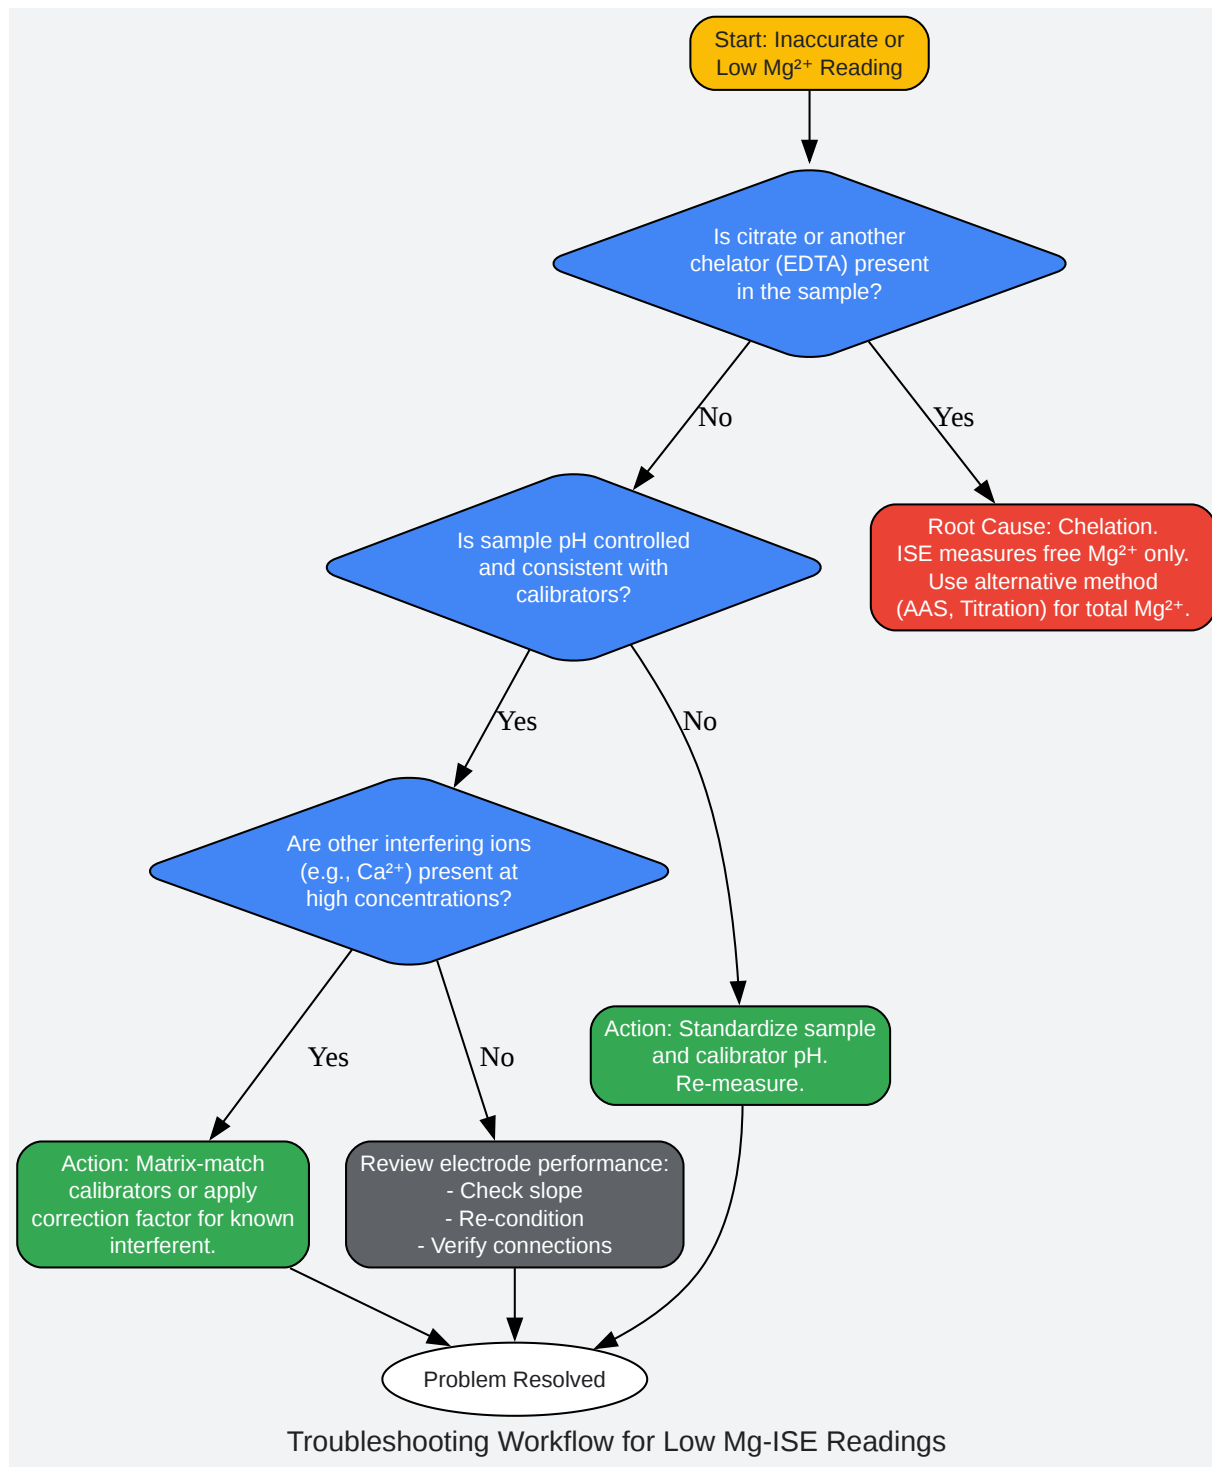 Start: Inaccurate or
Low Mg²⁺ Reading
Is citrate or another
chelator (EDTA) present
in the sample?
No
Yes
Is sample pH controlled
and consistent with
calibrators?
Root Cause: Chelation.
ISE measures free Mg²⁺ only.
Use alternative method
(AAS, Titration) for total Mg²⁺.
Yes
No
Are other interfering ions
(e.g., Ca²⁺) present at
high concentrations?
Yes
No
Action: Standardize sample
and calibrator pH.
Re-measure.
Action: Matrix-match
calibrators or apply
correction factor for known
interferent.
Review electrode performance:
- Check slope
- Re-condition
- Verify connections
Problem Resolved
Troubleshooting Workflow for Low Mg-ISE Readings